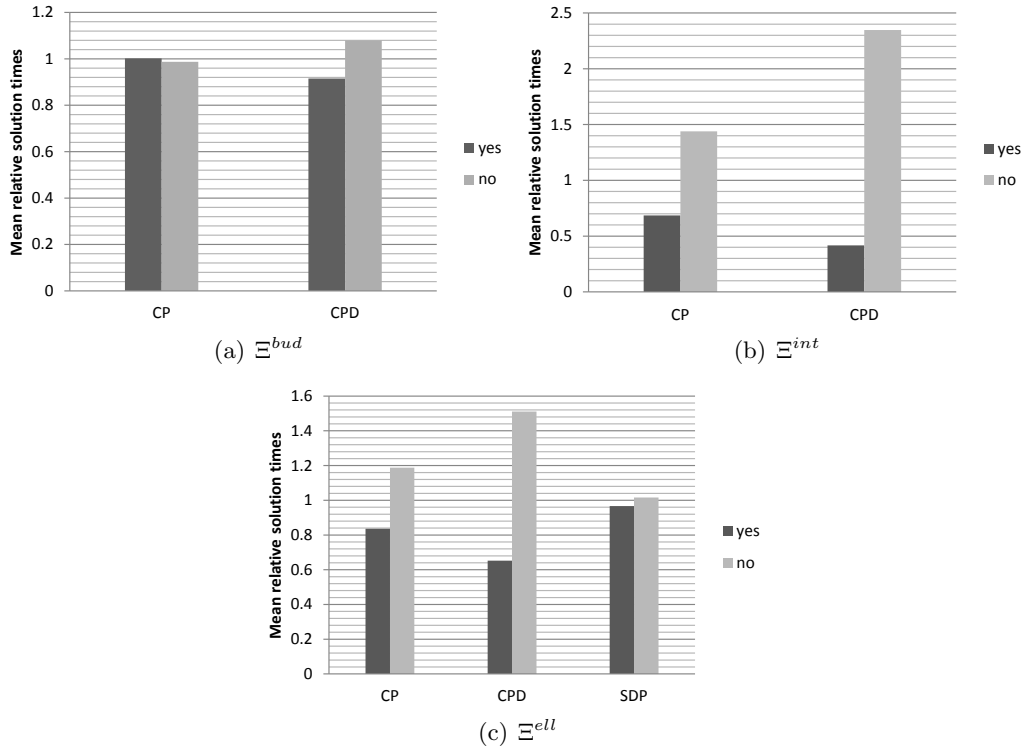 Mean relative solution times
1.2
1
0.8
0.6
0.4
0.2
0
CP
CPD
yes
no
(a) Ξ^{bud}
Mean relative solution times
2.5
2
1.5
1
0.5
0
CP
CPD
yes
no
(b) Ξ^{int}
Mean relative solution times
1.6
1.4
1.2
1
0.8
0.6
0.4
0.2
0
CP
CPD
SDP
yes
no
(c) Ξ^{ell}